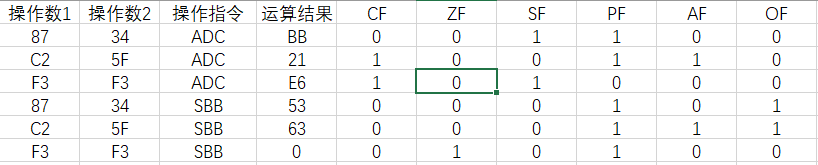 操作数1 操作数2 操作指令 运算结果 CF ZF SF PF AF OF
87 34 ADC BB 0 0 1 1 0 0
C2 5F ADC 21 1 0 0 1 1 0
F3 F3 ADC E6 1 0 1 0 0 0
87 34 SBB 53 0 0 0 1 0 1
C2 5F SBB 63 0 0 0 1 1 1
F3 F3 SBB 0 0 1 0 1 0 0